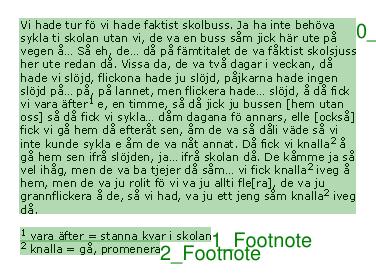 Vi hade tur fö vi hade faktist skolbuss. Ja ha inte behöva
sykla ti skolan utan vi, de va en buss såm jick här ute på
vegen å... Så eh, de... då på fämtitalet de va fåktist skolsjuss
her ute redan då. Vissa da, de va två dagar i veckan, då
hade vi slöjd, flickona hade ju slöjd, påjkarna hade ingen
slöjd på... på, på lannet, men flickera hade... slöjd, å då fick
vi vara äfter¹ e, en timme, så då jick ju bussen [hem utan
oss] så då fick vi sykla... dåm dagana fö annars, elle [också]
fick vi gå hem då efteråt sen, åm de va så dåli väde så vi
inte kunde sykla e åm de va nåt annat. Då fick vi knalla² å
gå hem sen ifrå slöjden, ja... ifrå skolan då. De kåmme ja så
vel ihåg, men de va ba tjejer då såm... vi fick knalla² iveg å
hem, men de va ju rolit fö vi va ju allti fle[ra], de va ju
grannflickera å de, så vi had, va ju ett jeng såm knalla² iveg
då.
0_
¹ vara äfter = stanna kvar i skolan
1_Footnote
² knalla = gå, promenera
2_Footnote